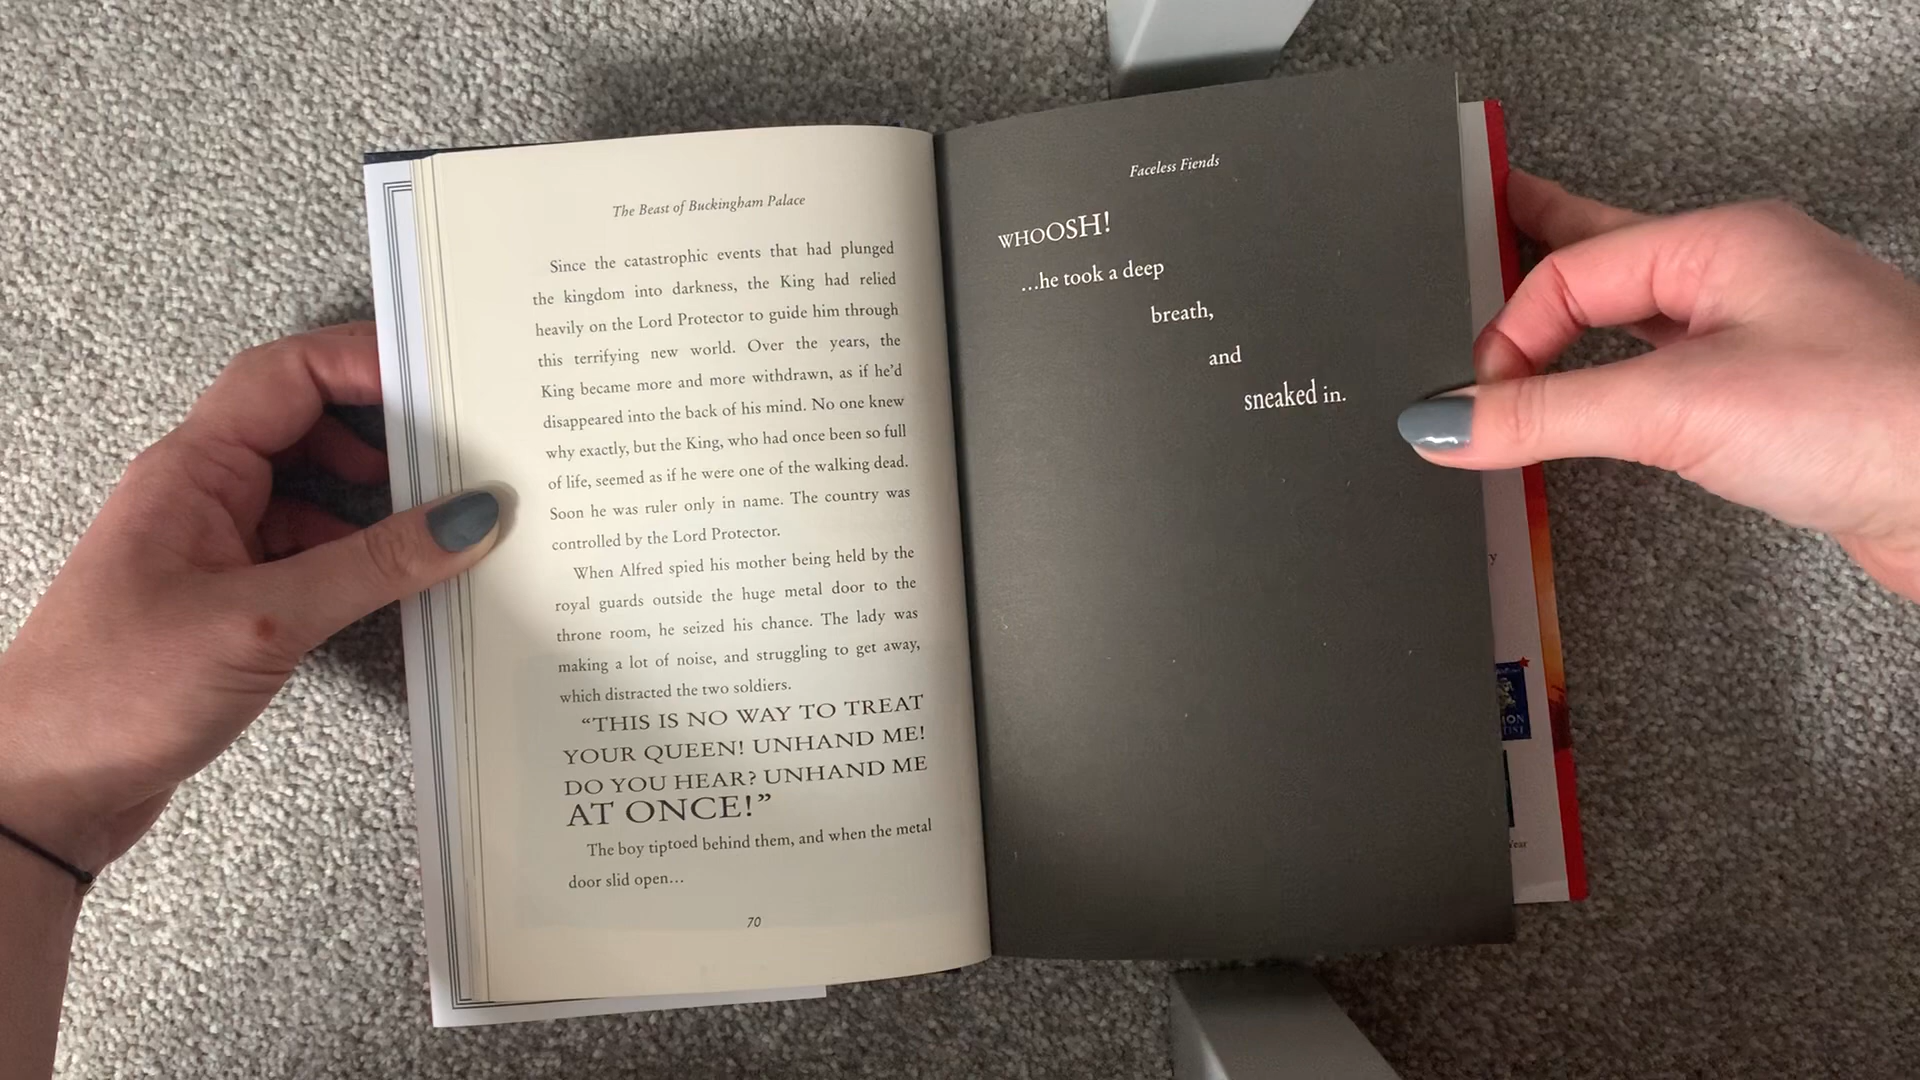 The Beast of Buckingham Palace
Since the catastrophic events that had plunged
the kingdom into darkness, the King had relied
heavily on the Lord Protector to guide him through
this terrifying new world. Over the years, the
King became more and more withdrawn, as if he’d
disappeared into the back of his mind. No one knew
why exactly, but the King, who had once been so full
of life, seemed as if he were one of the walking dead.
Soon he was ruler only in name. The country was
controlled by the Lord Protector.
When Alfred spied his mother being held by the
royal guards outside the huge metal door to the
throne room, he seized his chance. The lady was
making a lot of noise, and struggling to get away,
which distracted the two soldiers.
“THIS IS NO WAY TO TREAT
YOUR QUEEN! UNHAND ME!
DO YOU HEAR? UNHAND ME
AT ONCE!”
The boy tiptoed behind them, and when the metal
door slid open…
70
Faceless Fiends
WHOOSH!
…he took a deep
breath,
and
sneaked in.